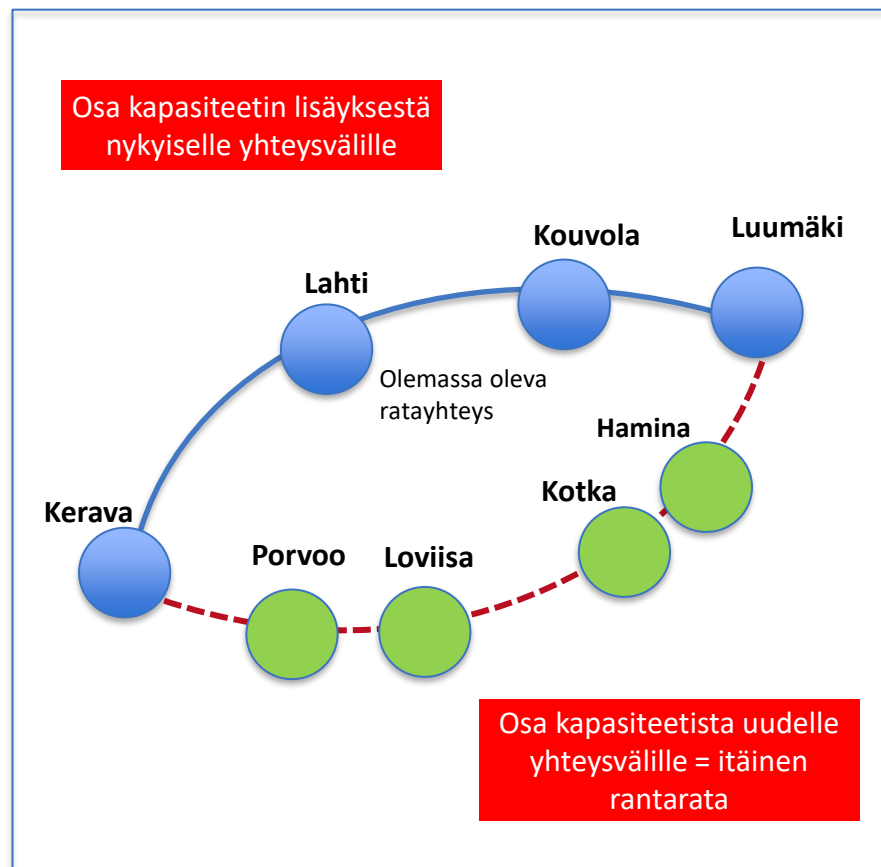 Osa kapasiteetin lisäyksestä
nykyiselle yhteysvälille
Luumäki
Kouvola
Lahti
Olemassa oleva
ratayhteys
Hamina
Kotka
Kerava
Porvoo
Loviisa
Osa kapasiteetista uudelle
yhteysvälille = itäinen
rantarata